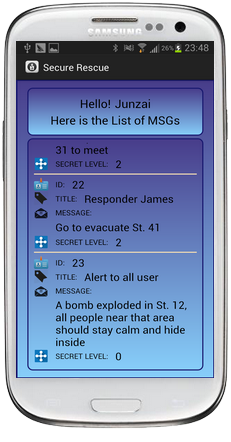 SAMSUNG
26% 23:48
Secure Rescue
Hello! Junzai
Here is the List of MSGs
31 to meet
SECRET LEVEL: 2
ID: 22
TITLE: Responder James
MESSAGE:
Go to evacuate St. 41
SECRET LEVEL: 2
ID: 23
TITLE: Alert to all user
MESSAGE:
A bomb exploded in St. 12,
all people near that area
should stay calm and hide
inside
SECRET LEVEL: 0